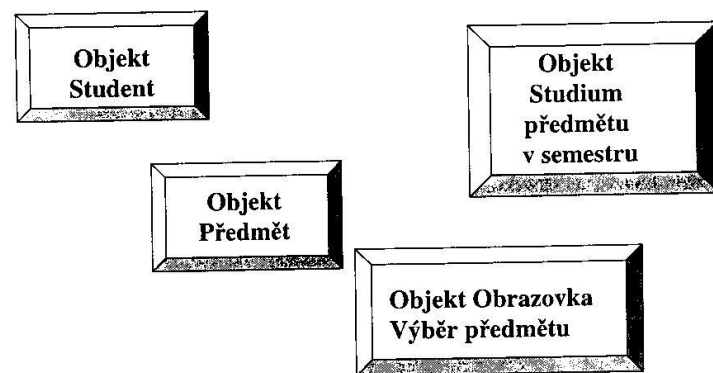 Objekt
Student
Objekt
Studium
předmětu
v semestru
Objekt
Předmět
Objekt Obrazovka
Výběr předmětu